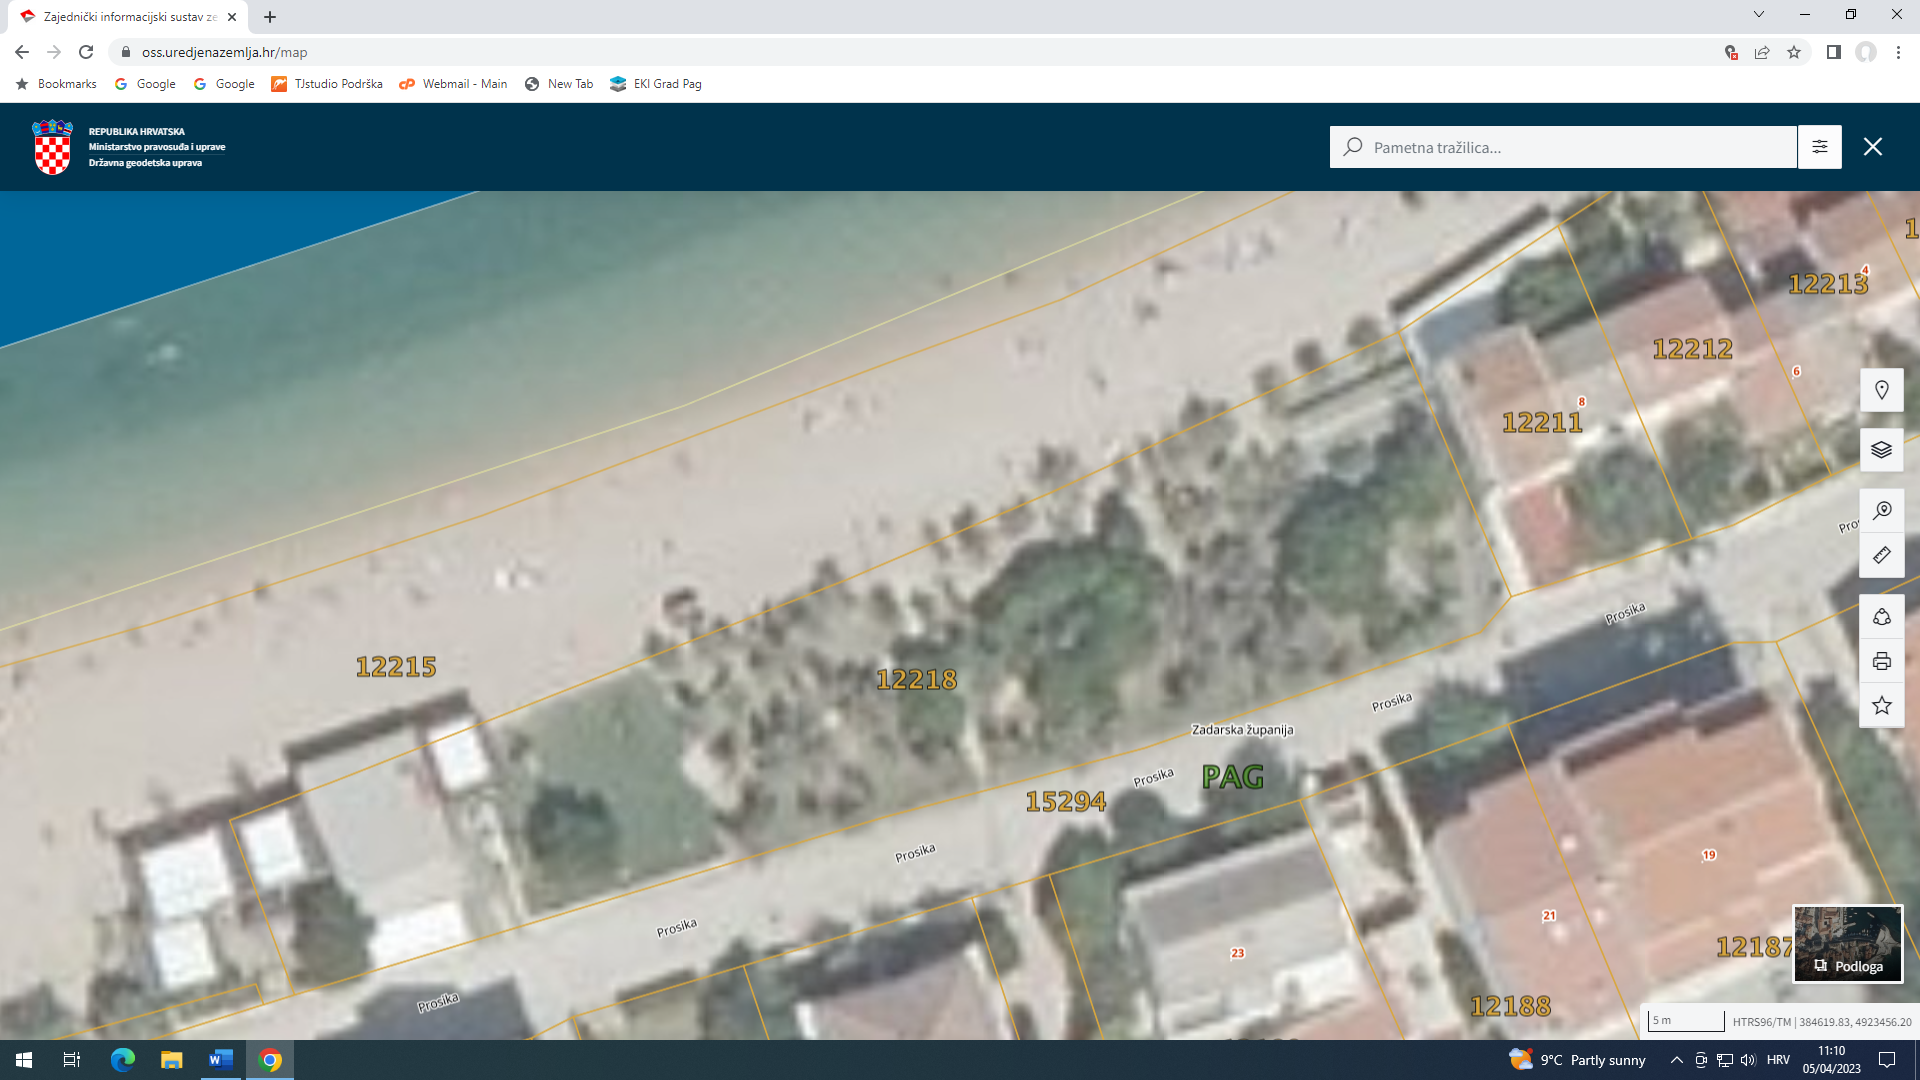 Zajednički informacijski sustav ze
oss.uredjenazemlja.hr/map
Bookmarks
Google
Google
TJstudio Podrška
Webmail - Main
New Tab
EKI Grad Pag
REPUBLIKA HRVATSKA
Ministarstvo pravosuđa i uprave
Državna geodetska uprava
Pametna tražilica...
12213
4
12212
6
8
12211
Prosika
12215
12218
Prosika
Zadarska županija
Prosika
PAG
15294
Prosika
19
Prosika
21
23
12187
Podloga
Prosika
12188
5 m
HTRS96/TM | 384619.83, 4923456.20
9°C Partly sunny
HRV
11:10
05/04/2023